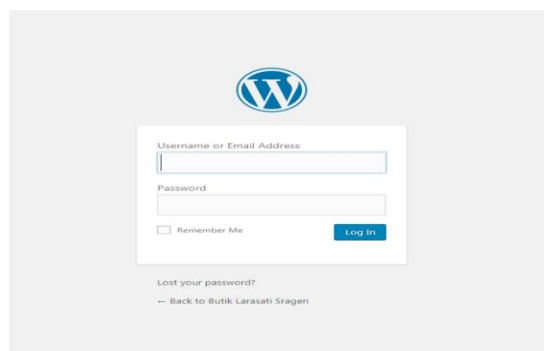 Username or Email Address
Password
Remember Me
Log In
Lost your password?
← Back to Butik Larasati Sragen